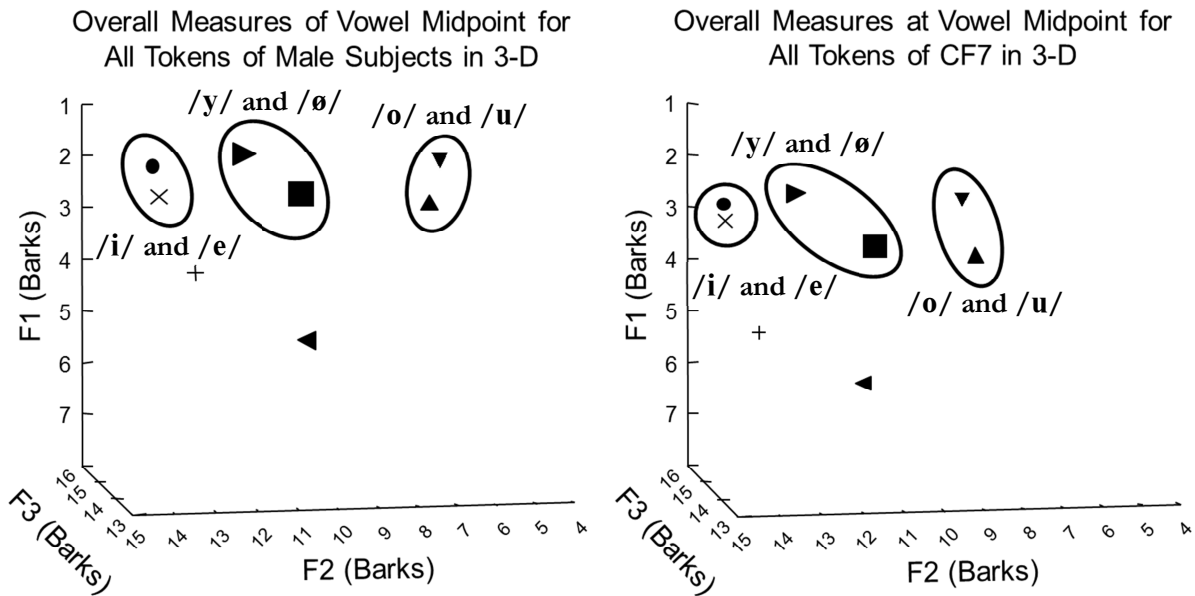 Overall Measures of Vowel Midpoint for
All Tokens of Male Subjects in 3-D
/y/ and /ø/
/o/ and /u/
/i/ and /e/
1
2
3
4
5
6
7
F1 (Barks)
16
15
14
13
F3 (Barks)
15
14
13
12
11
10
9
8
7
6
5
4
F2 (Barks)
Overall Measures at Vowel Midpoint for
All Tokens of CF7 in 3-D
/y/ and /ø/
/i/ and /e/
/o/ and /u/
1
2
3
4
5
6
7
F1 (Barks)
16
15
14
13
F3 (Barks)
15
14
13
12
11
10
9
8
7
6
5
4
F2 (Barks)